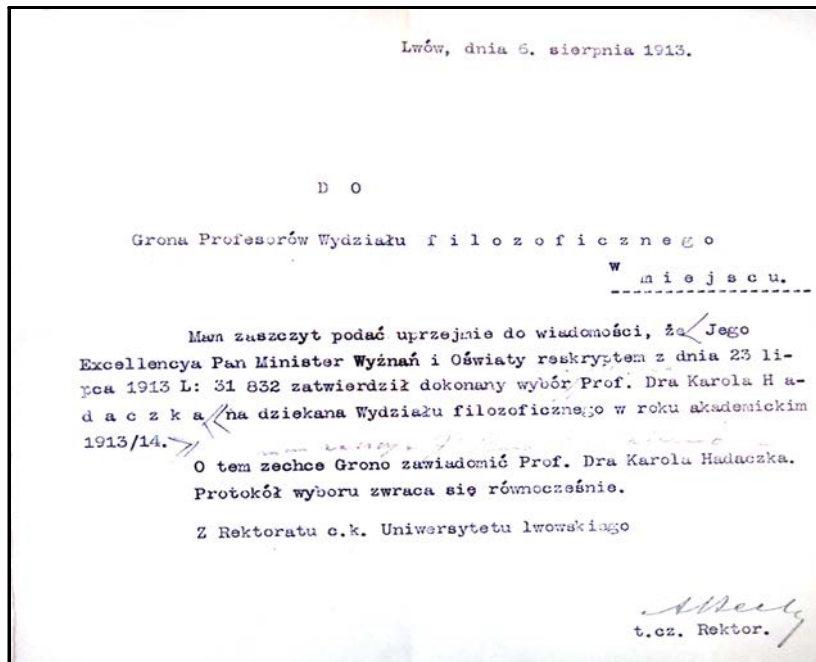 Lwów, dnia 6. sierpnia 1913.
D O
Grona Profesorów Wydziału f i l o z o f i c z n e g o
w m i e j s c u.
Mam zaszczyt podać uprzejmie do wiadomości, że Jego
Excellencya Pan Minister Wyznań i Oświaty reskryptem z dnia 23 li-
pca 1913 L: 31 832 zatwierdził dokonany wybór Prof. Dra Karola H a-
d a c z k a na dziekana Wydziału filozoficznego w roku akademickim
1913/14.
O tem zechce Grono zawiadomić Prof. Dra Karola Hadaczka.
Protokół wyboru zwraca się równocześnie.
Z Rektoratu c.k. Uniwersytetu lwowskiego
t.cz. Rektor.